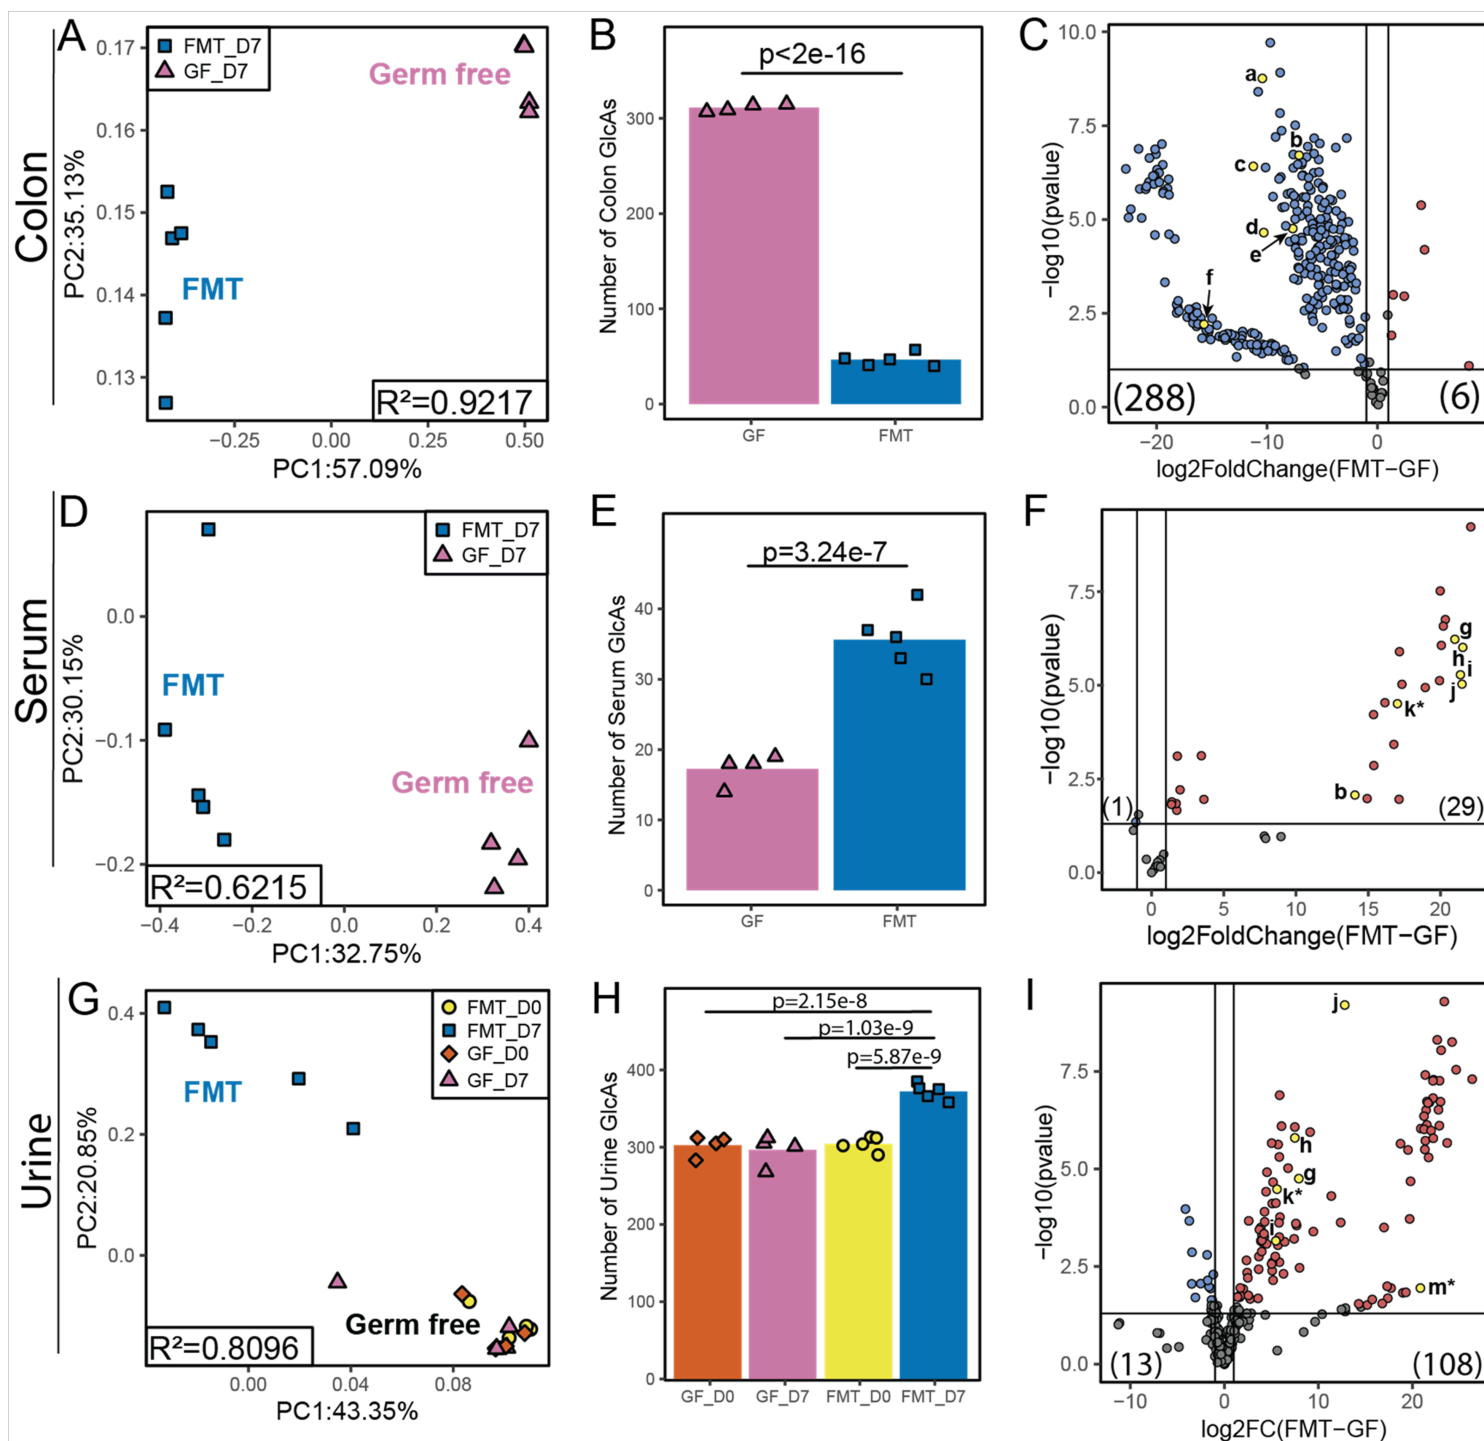 Colon
A
FMT_D7
GF_D7
Germ free
FMT
R²=0.9217
PC2:35.13%
0.17
0.16
0.15
0.14
0.13
−0.25
0.00
0.25
0.50
PC1:57.09%
B
p<2e-16
Number of Colon GlcAs
300
200
100
0
GF
FMT
C
−log10(pvalue)
10.0
7.5
5.0
2.5
0.0
a
b
c
d
e
f
(288)
(6)
−20
−10
0
log2FoldChange(FMT−GF)
Serum
D
FMT_D7
GF_D7
FMT
Germ free
R²=0.6215
PC2:30.15%
0.0
−0.1
−0.2
−0.4
−0.2
0.0
0.2
0.4
PC1:32.75%
E
p=3.24e-7
Number of Serum GlcAs
40
30
20
10
0
GF
FMT
F
−log10(pvalue)
7.5
5.0
2.5
0.0
g
h
i
j
k*
b
(1)
(29)
0
5
10
15
20
log2FoldChange(FMT−GF)
Urine
G
FMT_D0
FMT_D7
GF_D0
GF_D7
FMT
Germ free
R²=0.8096
PC2:20.85%
0.4
0.2
0.0
0.00
0.04
0.08
PC1:43.35%
H
p=2.15e-8
p=1.03e-9
p=5.87e-9
Number of Urine GlcAs
400
300
200
100
0
GF_D0
GF_D7
FMT_D0
FMT_D7
I
−log10(pvalue)
7.5
5.0
2.5
0.0
j
h
g
k*
i
m*
(13)
(108)
−10
0
10
20
log2FC(FMT−GF)